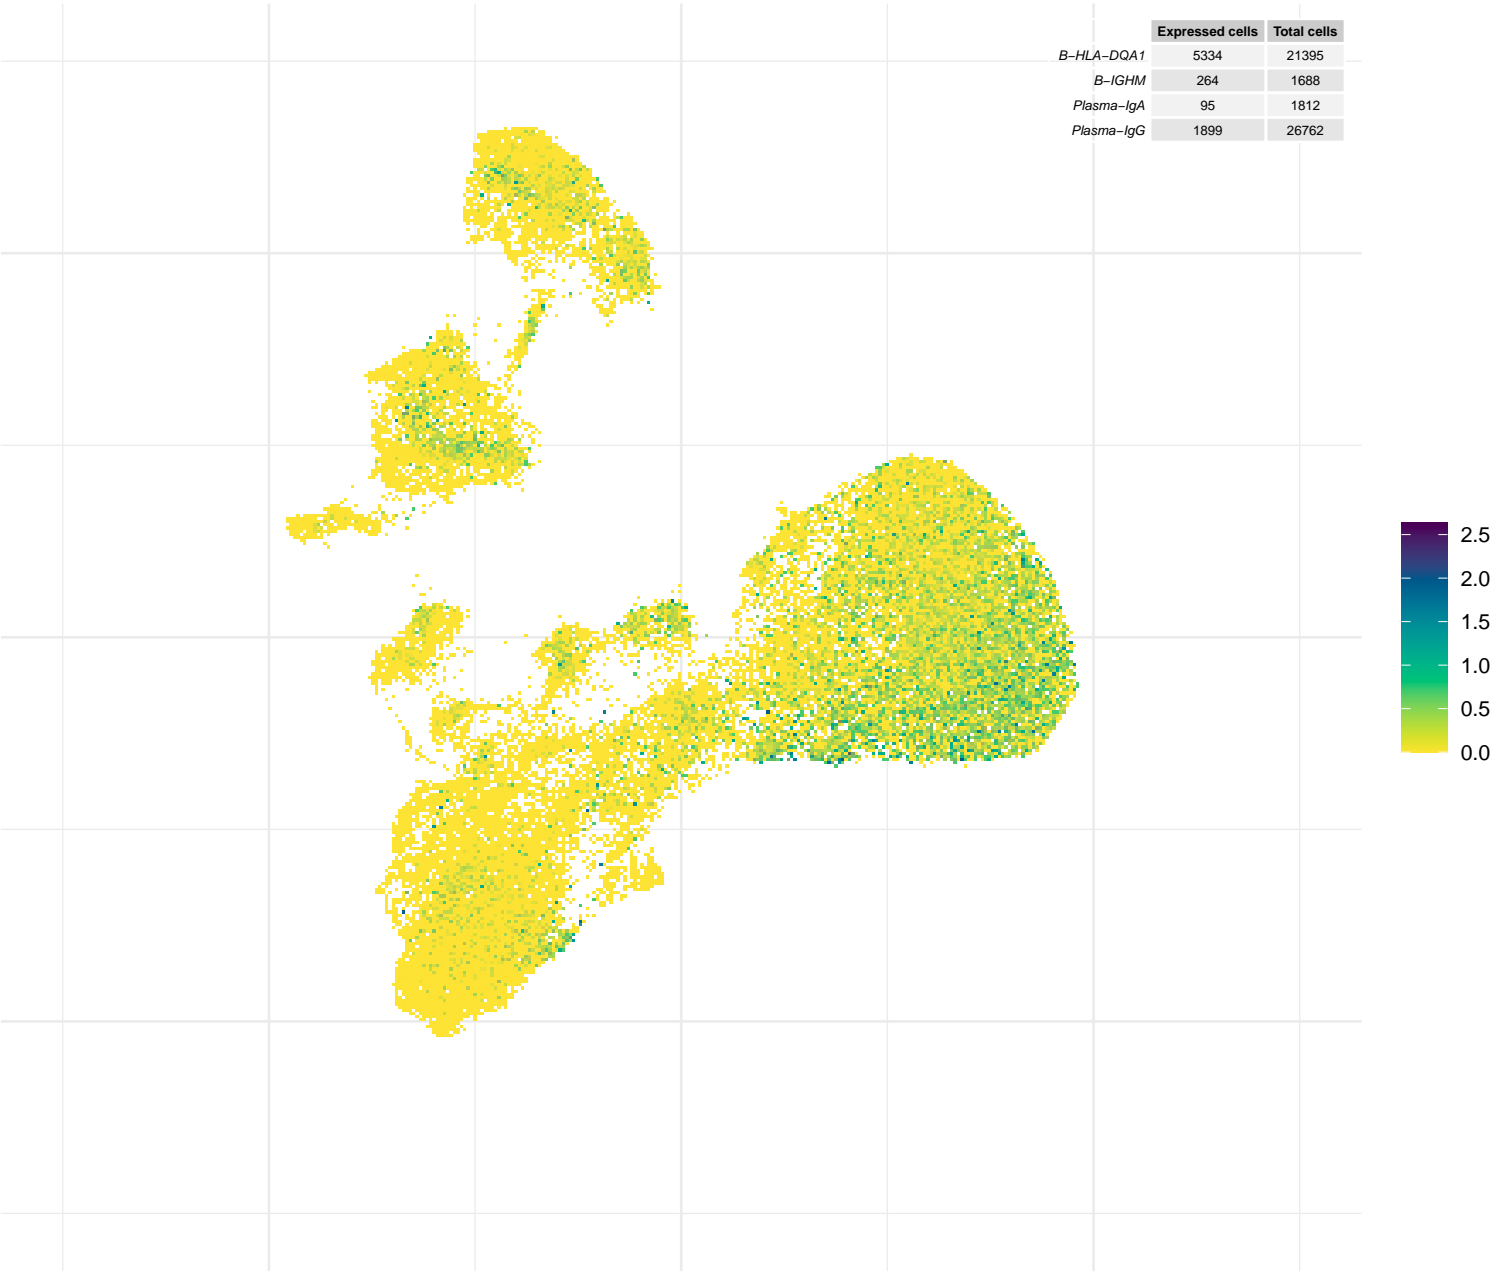 Expressed cells Total cells
B−HLA−DQA1 5334 21395
B−IGHM 264 1688
Plasma−IgA 95 1812
Plasma−IgG 1899 26762
2.5
2.0
1.5
1.0
0.5
0.0